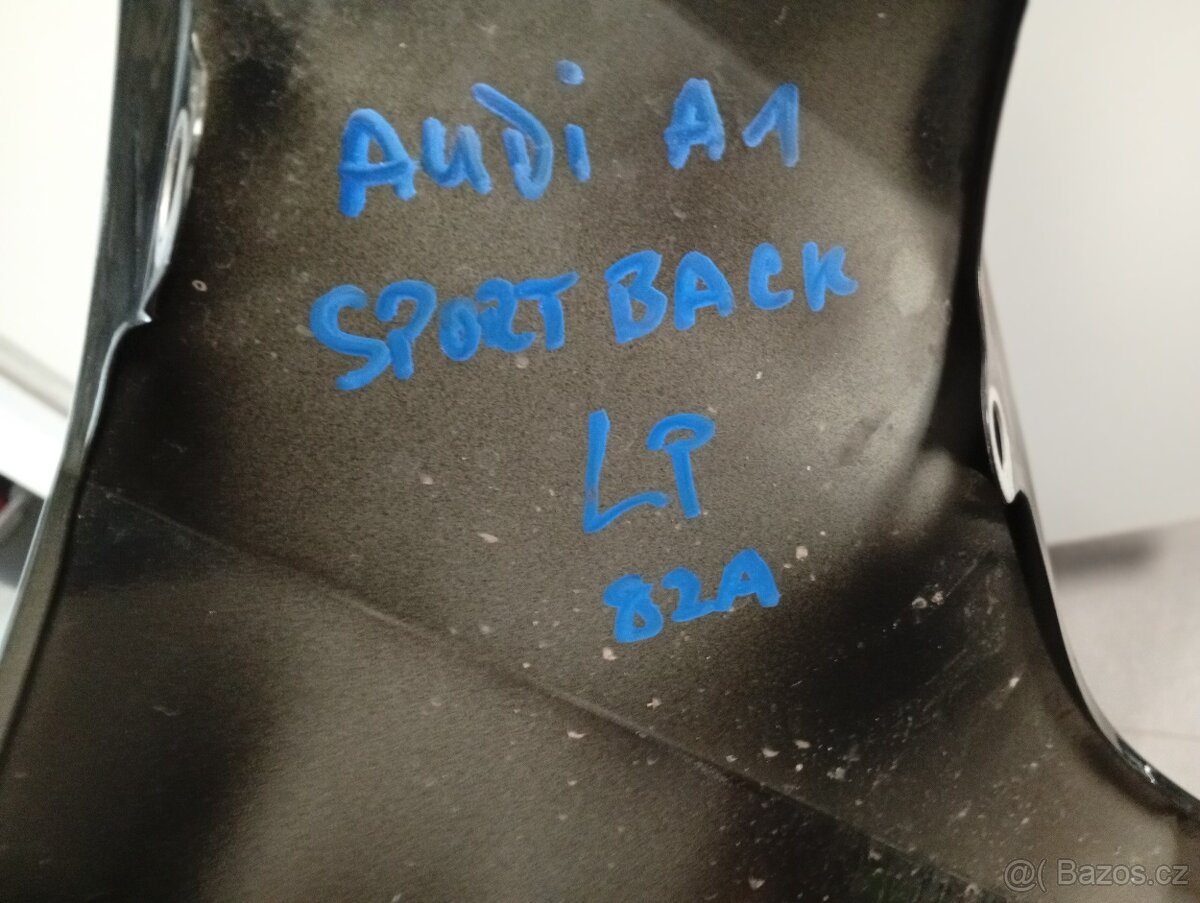 AUDi A1
SPORTBACK
LP
82A
@( Bazos.cz